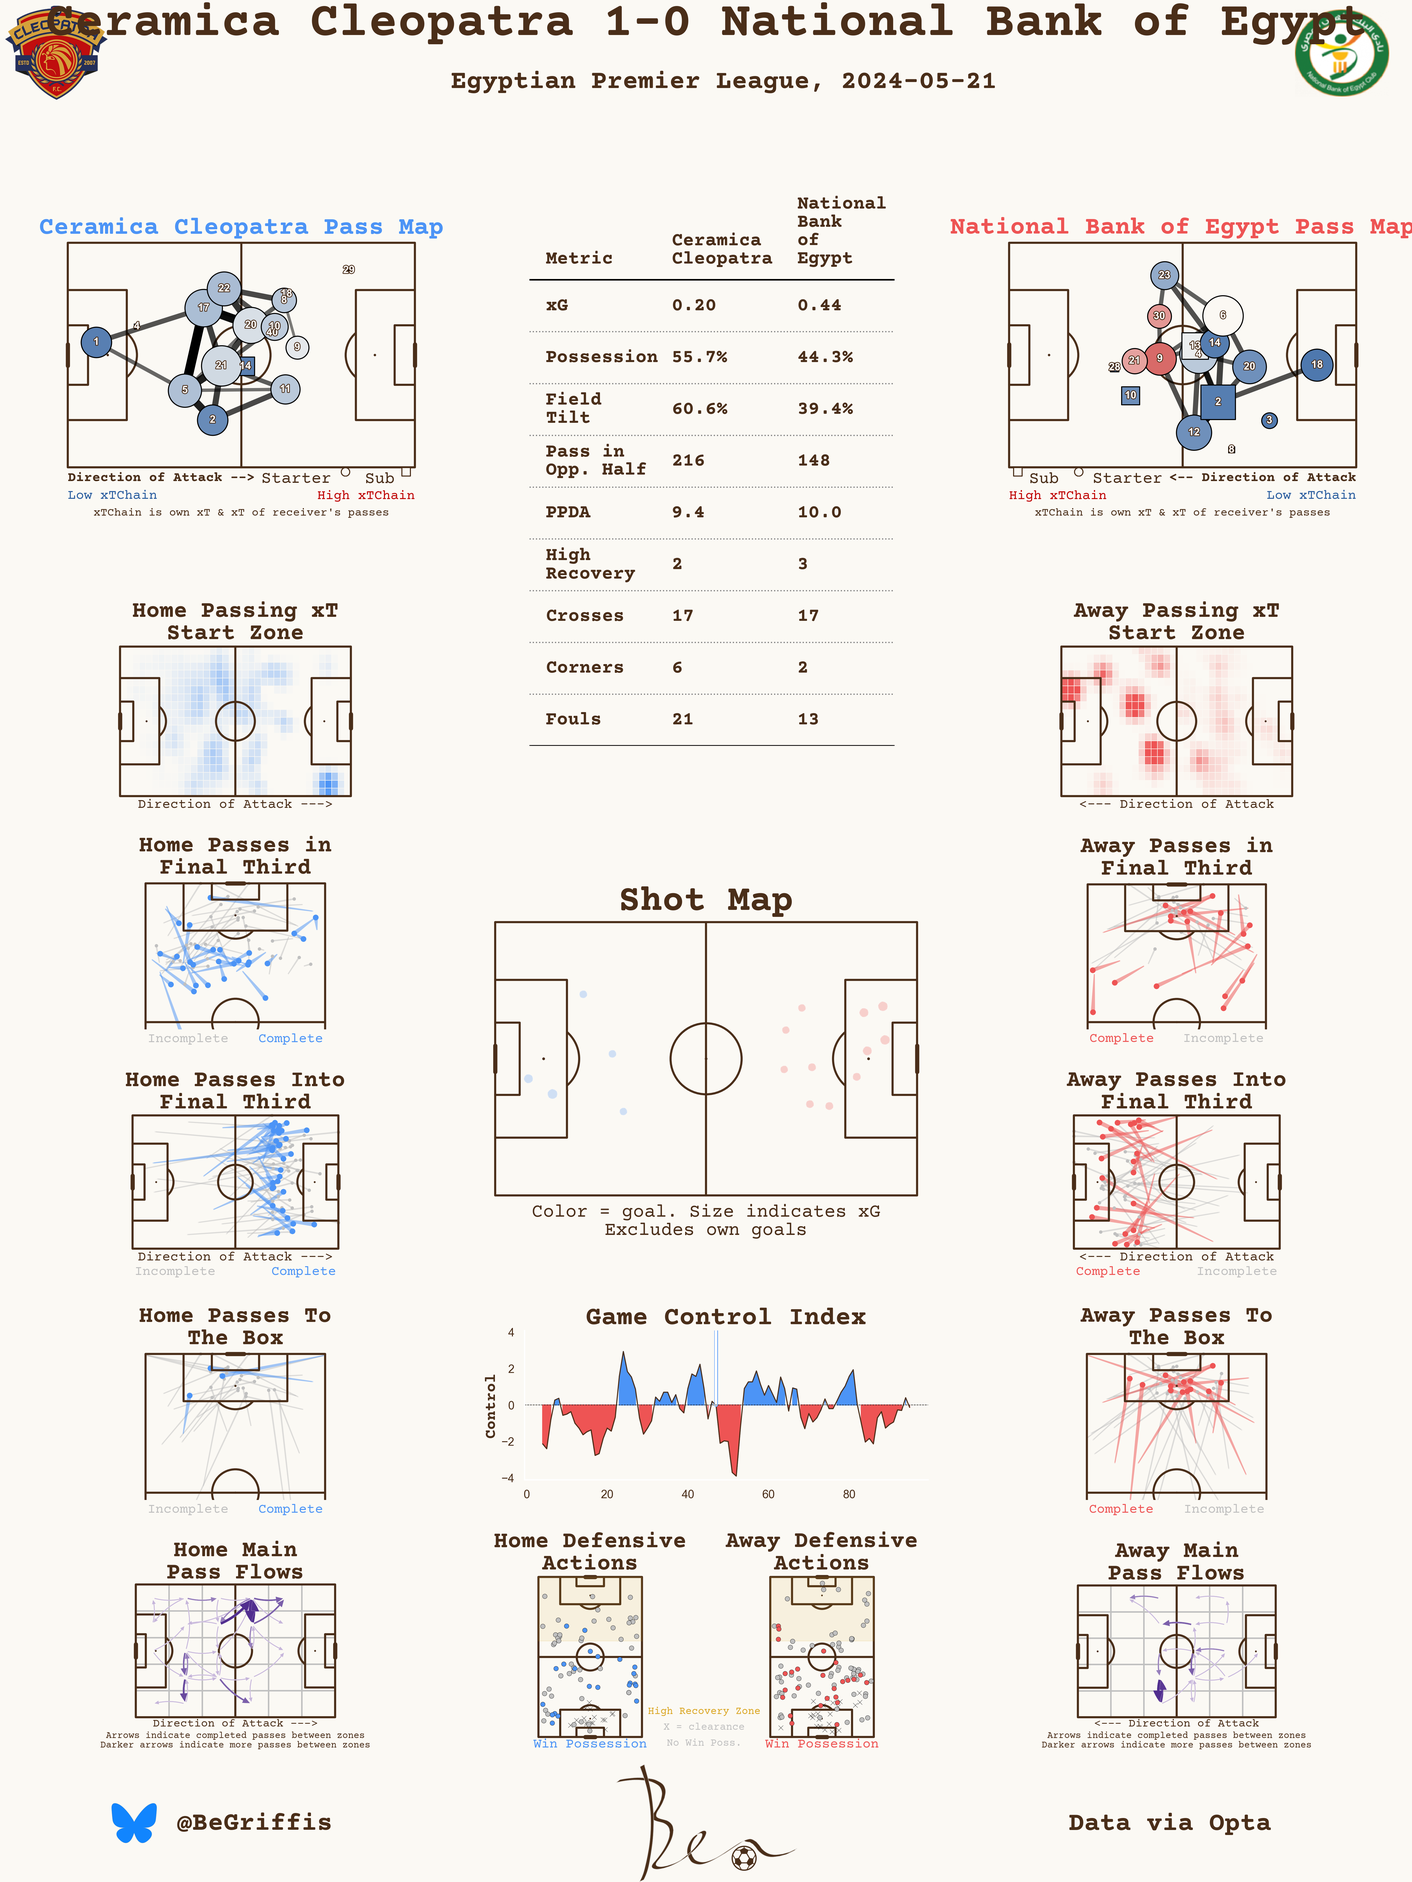 Ceramica Cleopatra 1-0 National Bank of Egypt
Egyptian Premier League, 2024-05-21
CLEOPATRA
ESTD 2007
F.C.
National Bank of Egypt Club
Ceramica Cleopatra Pass Map
29
22
18
8
17
20
10
40
4
1
9
21
14
5
11
2
Direction of Attack --> Starter Sub
Low xTChain High xTChain
xTChain is own xT & xT of receiver's passes
Metric Ceramica Cleopatra National Bank of Egypt
xG 0.20 0.44
Possession 55.7% 44.3%
Field Tilt 60.6% 39.4%
Pass in Opp. Half 216 148
PPDA 9.4 10.0
High Recovery 2 3
Crosses 17 17
Corners 6 2
Fouls 21 13
National Bank of Egypt Pass Map
23
30
6
13
14
4
21
9
28
20
18
10
2
3
12
8
Sub Starter <-- Direction of Attack
High xTChain Low xTChain
xTChain is own xT & xT of receiver's passes
Home Passing xT
Start Zone
Direction of Attack --->
Away Passing xT
Start Zone
<--- Direction of Attack
Home Passes in
Final Third
Incomplete Complete
Away Passes in
Final Third
Complete Incomplete
Shot Map
Color = goal. Size indicates xG
Excludes own goals
Home Passes Into
Final Third
Direction of Attack --->
Incomplete Complete
Away Passes Into
Final Third
<--- Direction of Attack
Complete Incomplete
Home Passes To
The Box
Incomplete Complete
Game Control Index
Control
4
2
0
−2
−4
0 20 40 60 80
Away Passes To
The Box
Complete Incomplete
Home Main
Pass Flows
Direction of Attack --->
Arrows indicate completed passes between zones
Darker arrows indicate more passes between zones
Home Defensive
Actions
Win Possession
High Recovery Zone
X = clearance
No Win Poss.
Away Defensive
Actions
Win Possession
Away Main
Pass Flows
<--- Direction of Attack
Arrows indicate completed passes between zones
Darker arrows indicate more passes between zones
@BeGriffis
Ben
Data via Opta